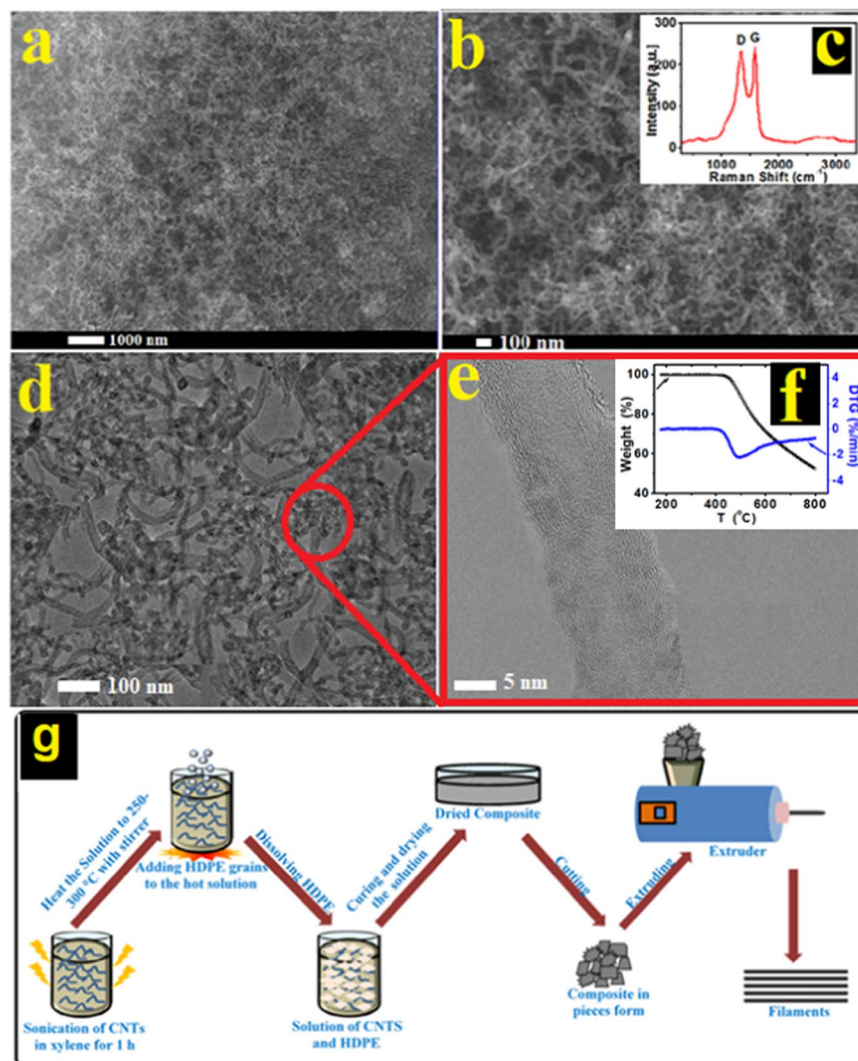 a
1000 nm
b
100 nm
c
D G
300
200
100
0
Intensity (a.u.]
1000 2000 3000
Raman Shift (cm⁻¹)
d
100 nm
e
5 nm
f
100
80
60
40
Weight (%)
4
2
0
-2
-4
DTG (%/min)
200 400 600 800
T (°C)
g
Heat the Solution to 250-
300 °C with stirrer
Adding HDPE grains
to the hot solution
Dissolving HDPE
Curing and drying
the solution
Dried Composite
Cutting
Extruding
Extruder
Sonication of CNTs
in xylene for 1 h
Solution of CNTS
and HDPE
Composite in
pieces form
Filaments